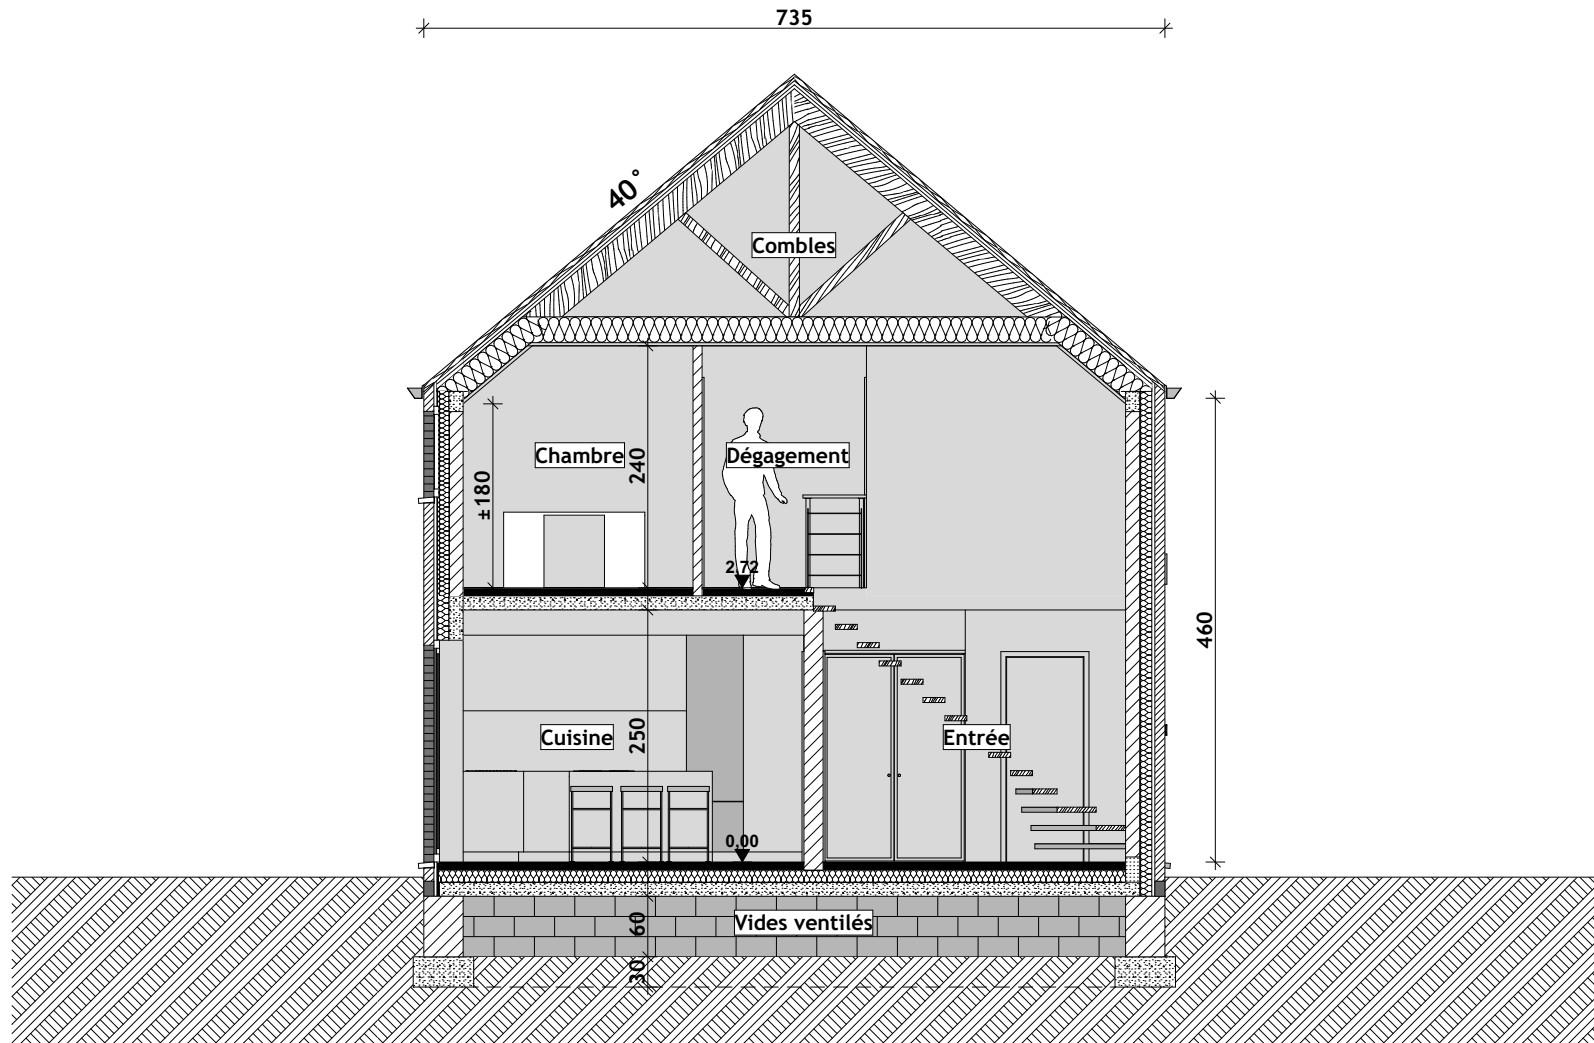 735
40°
Combles
Chambre
240
Dégagement
±180
2,72
460
Cuisine
250
Entrée
0,00
Vides ventilés
60
30